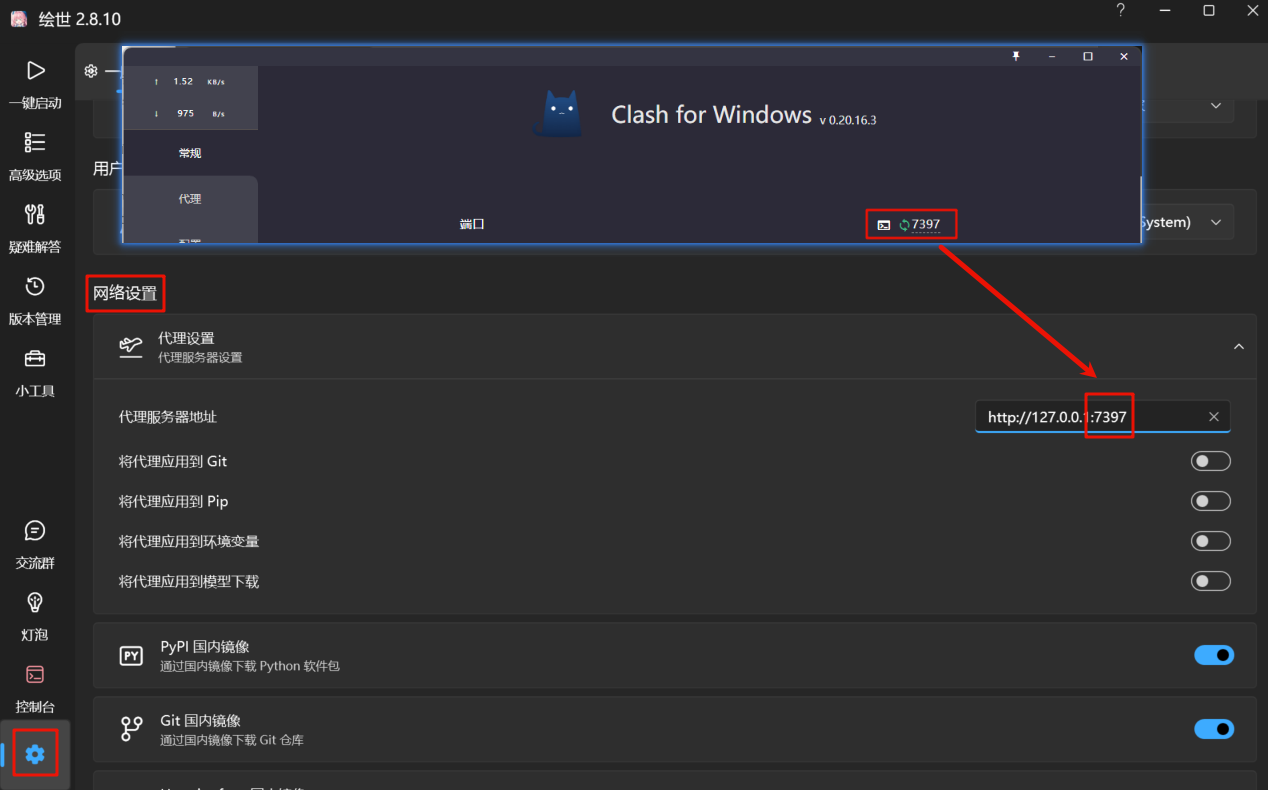 绘世 2.8.10
?
一键启动
高级选项
疑难解答
版本管理
小工具
交流群
灯泡
控制台
↑ 1.52 KB/s
↓ 975 B/s
常规
代理
Clash for Windows v 0.20.16.3
端口
7397
用户
System)
网络设置
代理设置
代理服务器设置
代理服务器地址
http://127.0.0.1:7397
将代理应用到 Git
将代理应用到 Pip
将代理应用到环境变量
将代理应用到模型下载
PY
PyPI 国内镜像
通过国内镜像下载 Python 软件包
Git 国内镜像
通过国内镜像下载 Git 仓库